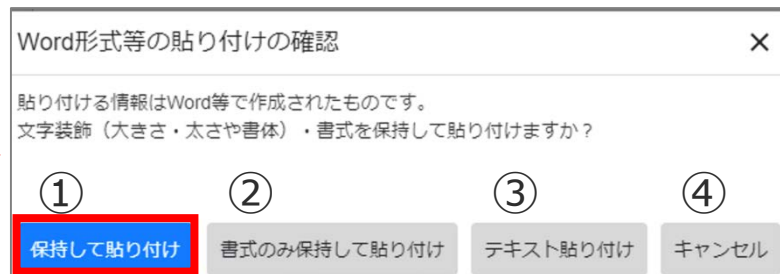 Word形式等の貼り付けの確認 ×
貼り付ける情報はWord等で作成されたものです。
文字装飾（大きさ・太さや書体）・書式を保持して貼り付けますか？
① ② ③ ④
保持して貼り付け 書式のみ保持して貼り付け テキスト貼り付け キャンセル